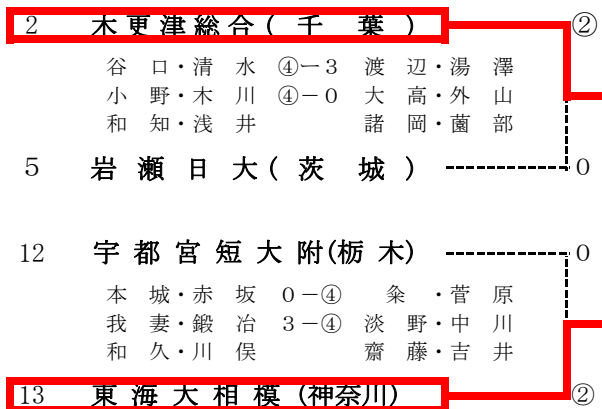 2 木更津総合(千葉) ②
谷口・清水 ④－3 渡辺・湯澤
小野・木川 ④－0 大高・外山
和知・浅井 諸岡・薗部
5 岩瀬日大(茨城) 0
12 宇都宮短大附(栃木) 0
本城・赤坂 0－④ 粂・菅原
我妻・鍛冶 3－④ 淡野・中川
和久・川俣 齋藤・吉井
13 東海大相模(神奈川) ②